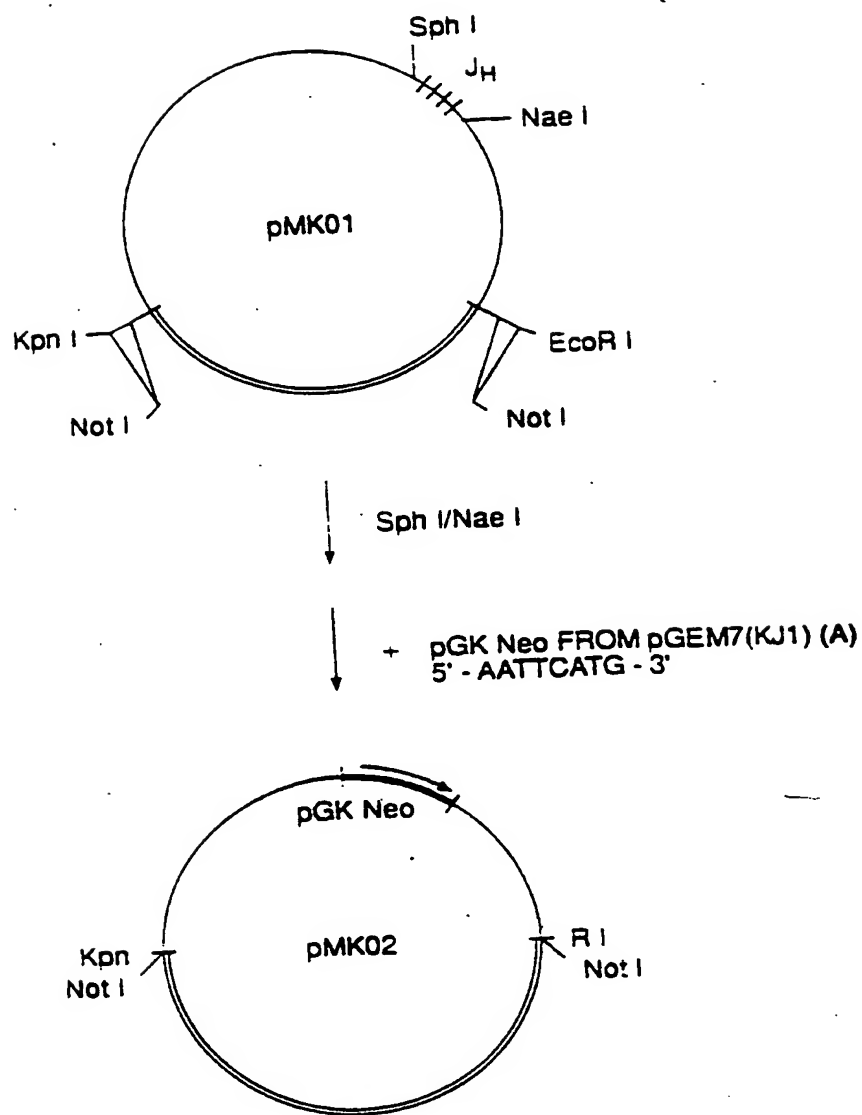 Sph I
JH
Nae I
pMK01
Kpn I
EcoR I
Not I
Not I
Sph I/Nae I
+ pGK Neo FROM pGEM7(KJ1) (A)
5' - AATTCATG - 3'
pGK Neo
pMK02
Kpn
R I
Not I
Not I